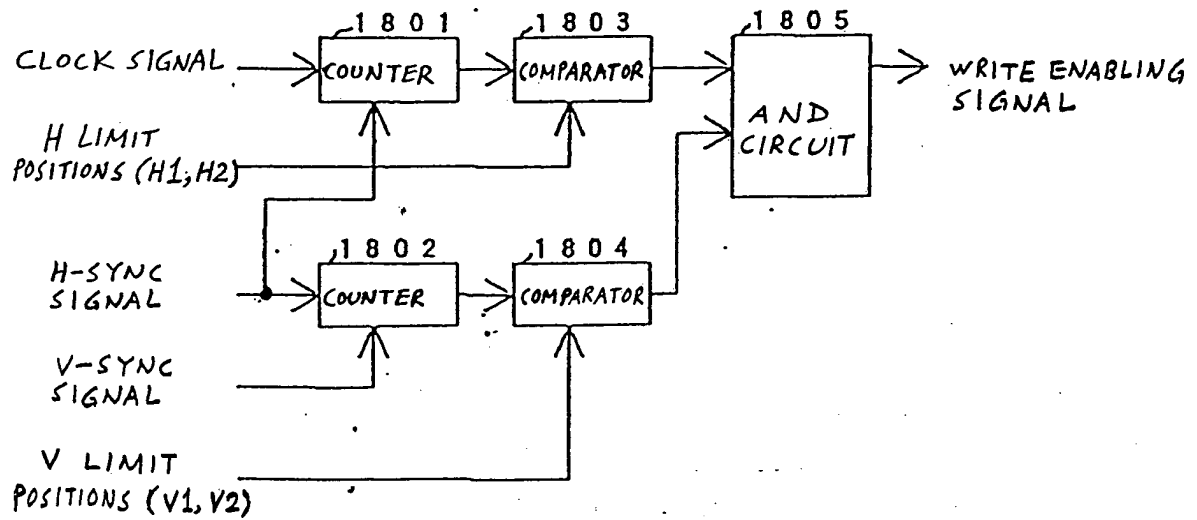 1801
1803
1805
CLOCK SIGNAL
COUNTER
COMPARATOR
WRITE ENABLING
SIGNAL
AND
CIRCUIT
H LIMIT
POSITIONS (H1, H2)
1802
1804
H-SYNC
SIGNAL
COUNTER
COMPARATOR
V-SYNC
SIGNAL
V LIMIT
POSITIONS (V1, V2)